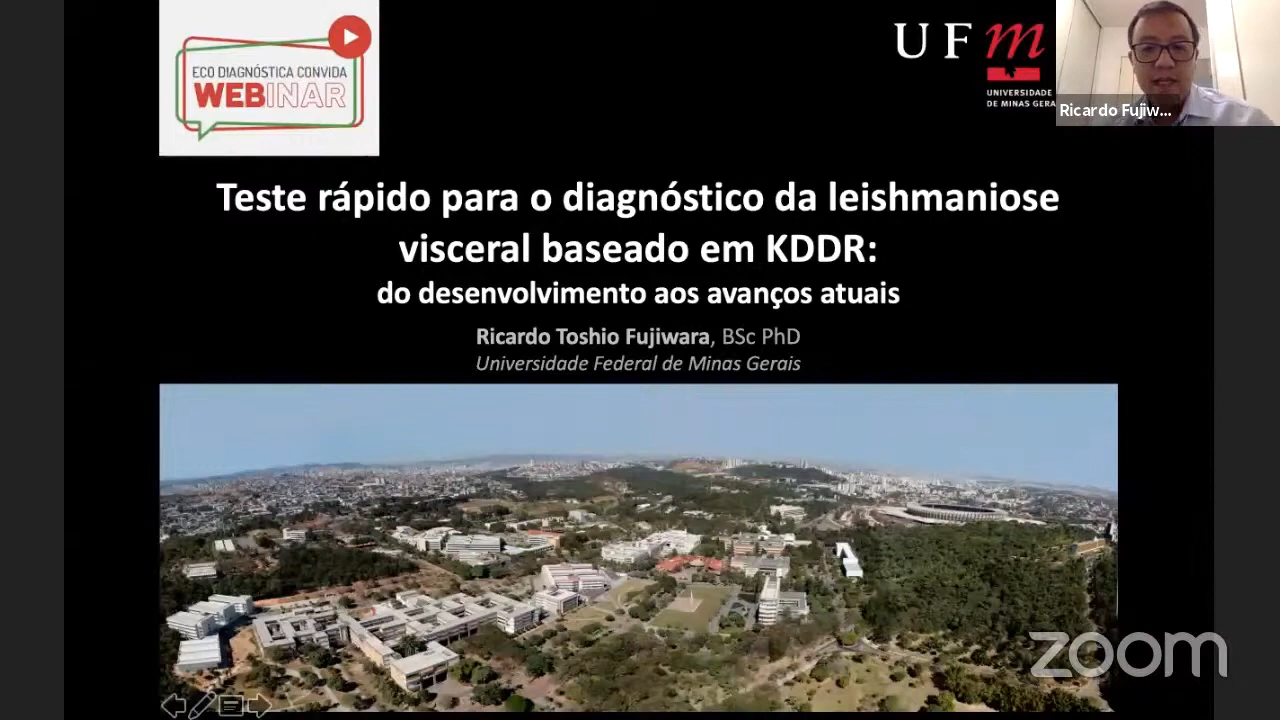 ECO DIAGNÓSTICA CONVIDA
WEBINAR
UFm
UNIVERSIDADE
DE MINAS GERA
Ricardo Fujiw...
Teste rápido para o diagnóstico da leishmaniose
visceral baseado em KDDR:
do desenvolvimento aos avanços atuais
Ricardo Toshio Fujiwara, BSc PhD
Universidade Federal de Minas Gerais
zoom